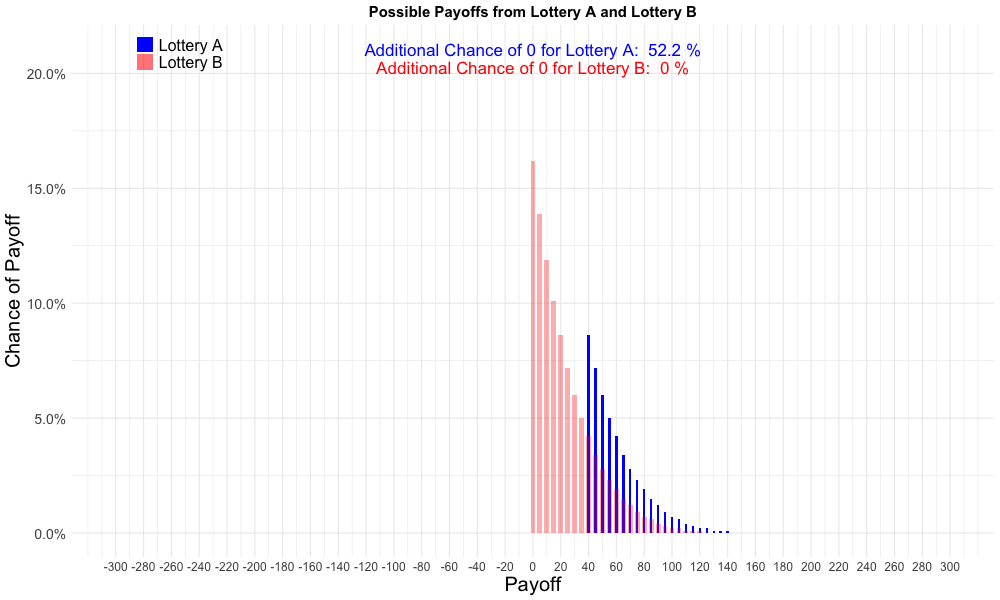 Possible Payoffs from Lottery A and Lottery B
Lottery A
Lottery B
Additional Chance of 0 for Lottery A:  52.2 %
Additional Chance of 0 for Lottery B:  0 %
Chance of Payoff
20.0%
15.0%
10.0%
5.0%
0.0%
-300 -280 -260 -240 -220 -200 -180 -160 -140 -120 -100 -80 -60 -40 -20 0 20 40 60 80 100 120 140 160 180 200 220 240 260 280 300
Payoff